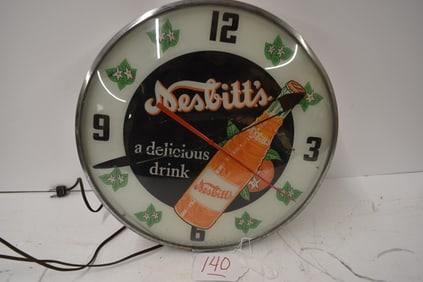 12
Nesbitt's
9
a delicious
drink
3
Nesbitt's
6
140